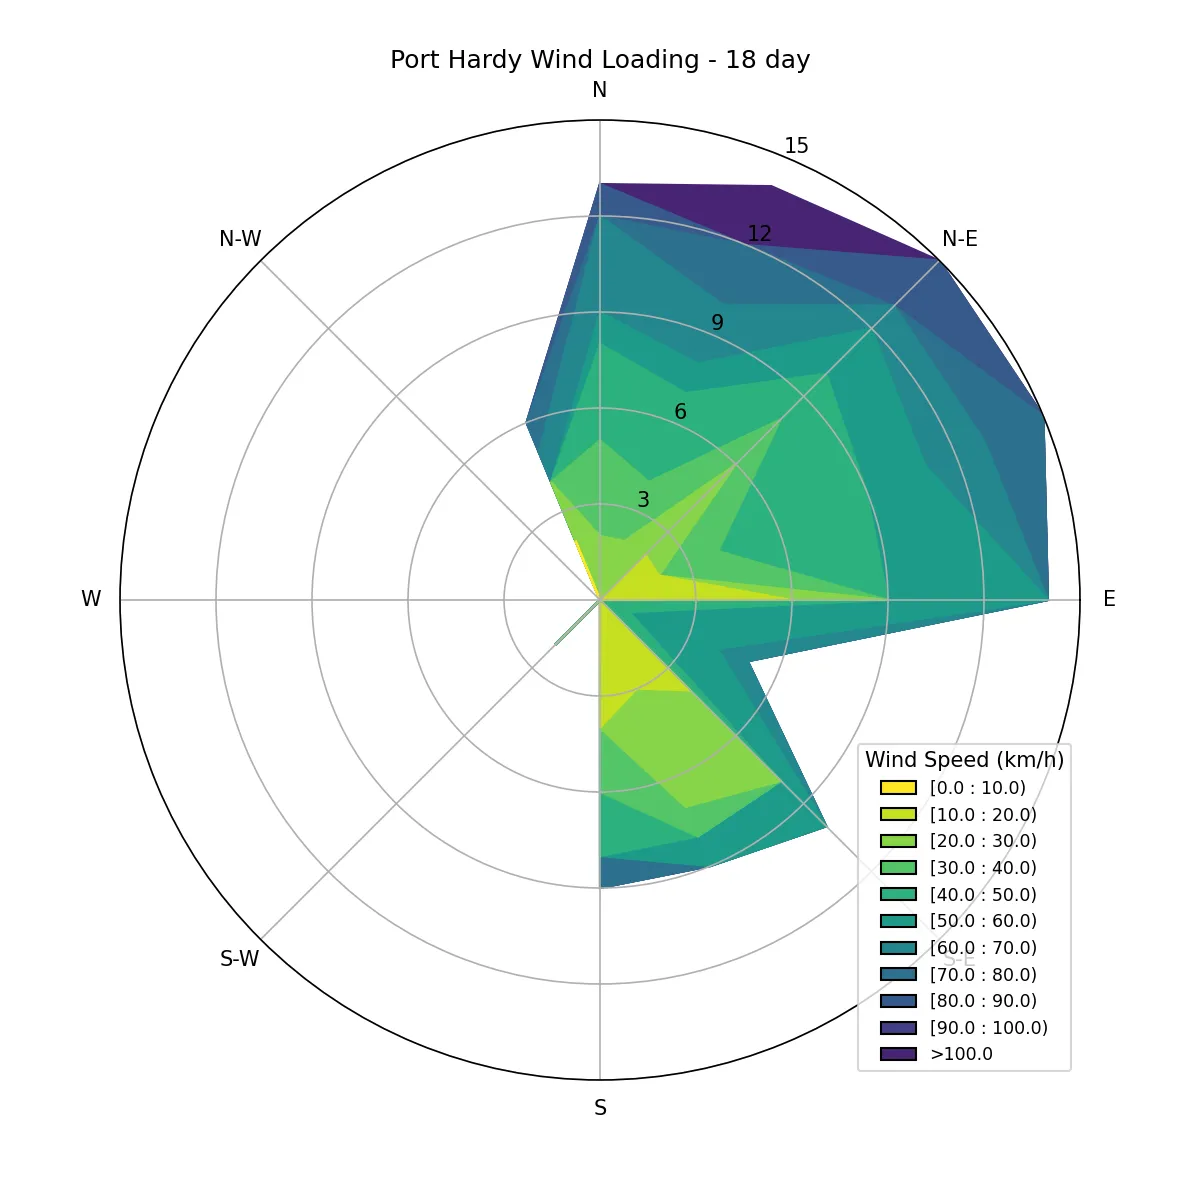 Port Hardy Wind Loading - 18 day
N
15
N-W
12
N-E
9
6
3
W
E
Wind Speed (km/h)
[0.0 : 10.0)
[10.0 : 20.0)
[20.0 : 30.0)
[30.0 : 40.0)
[40.0 : 50.0)
[50.0 : 60.0)
[60.0 : 70.0)
[70.0 : 80.0)
[80.0 : 90.0)
[90.0 : 100.0)
>100.0
S-W
S-E
S